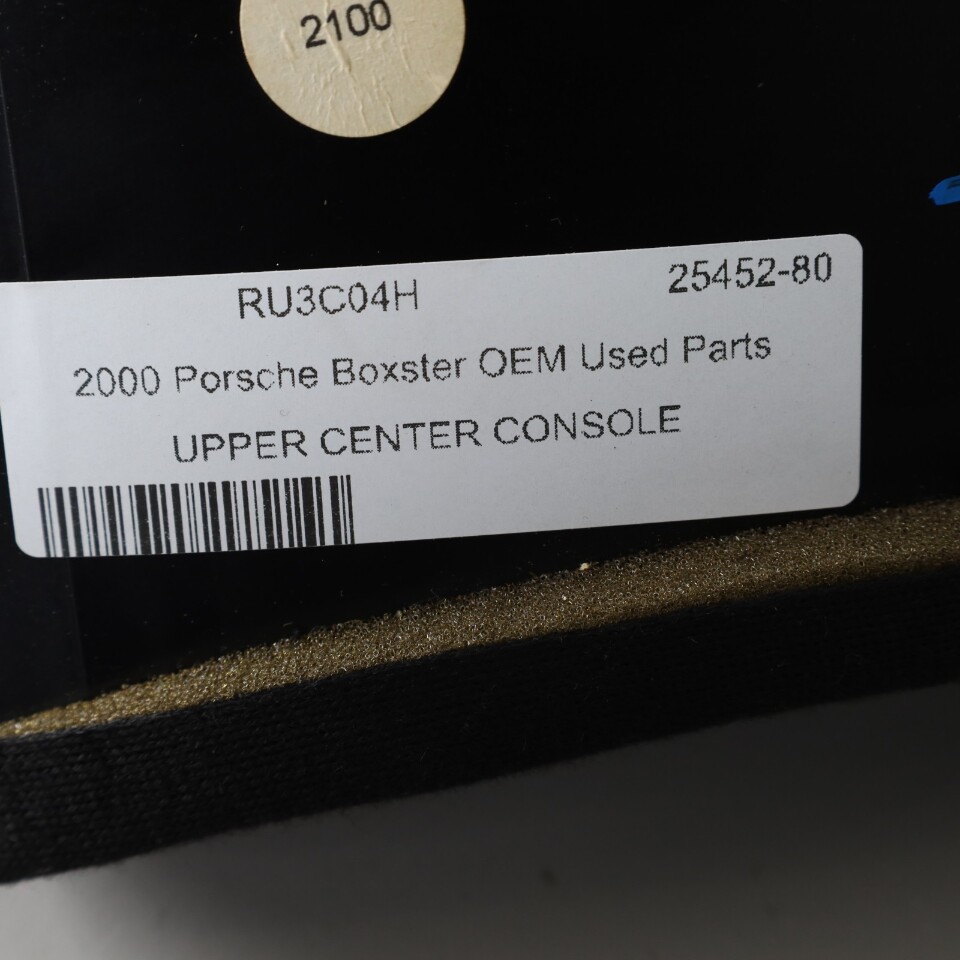 2100
RU3C04H 25452-80
2000 Porsche Boxster OEM Used Parts
UPPER CENTER CONSOLE